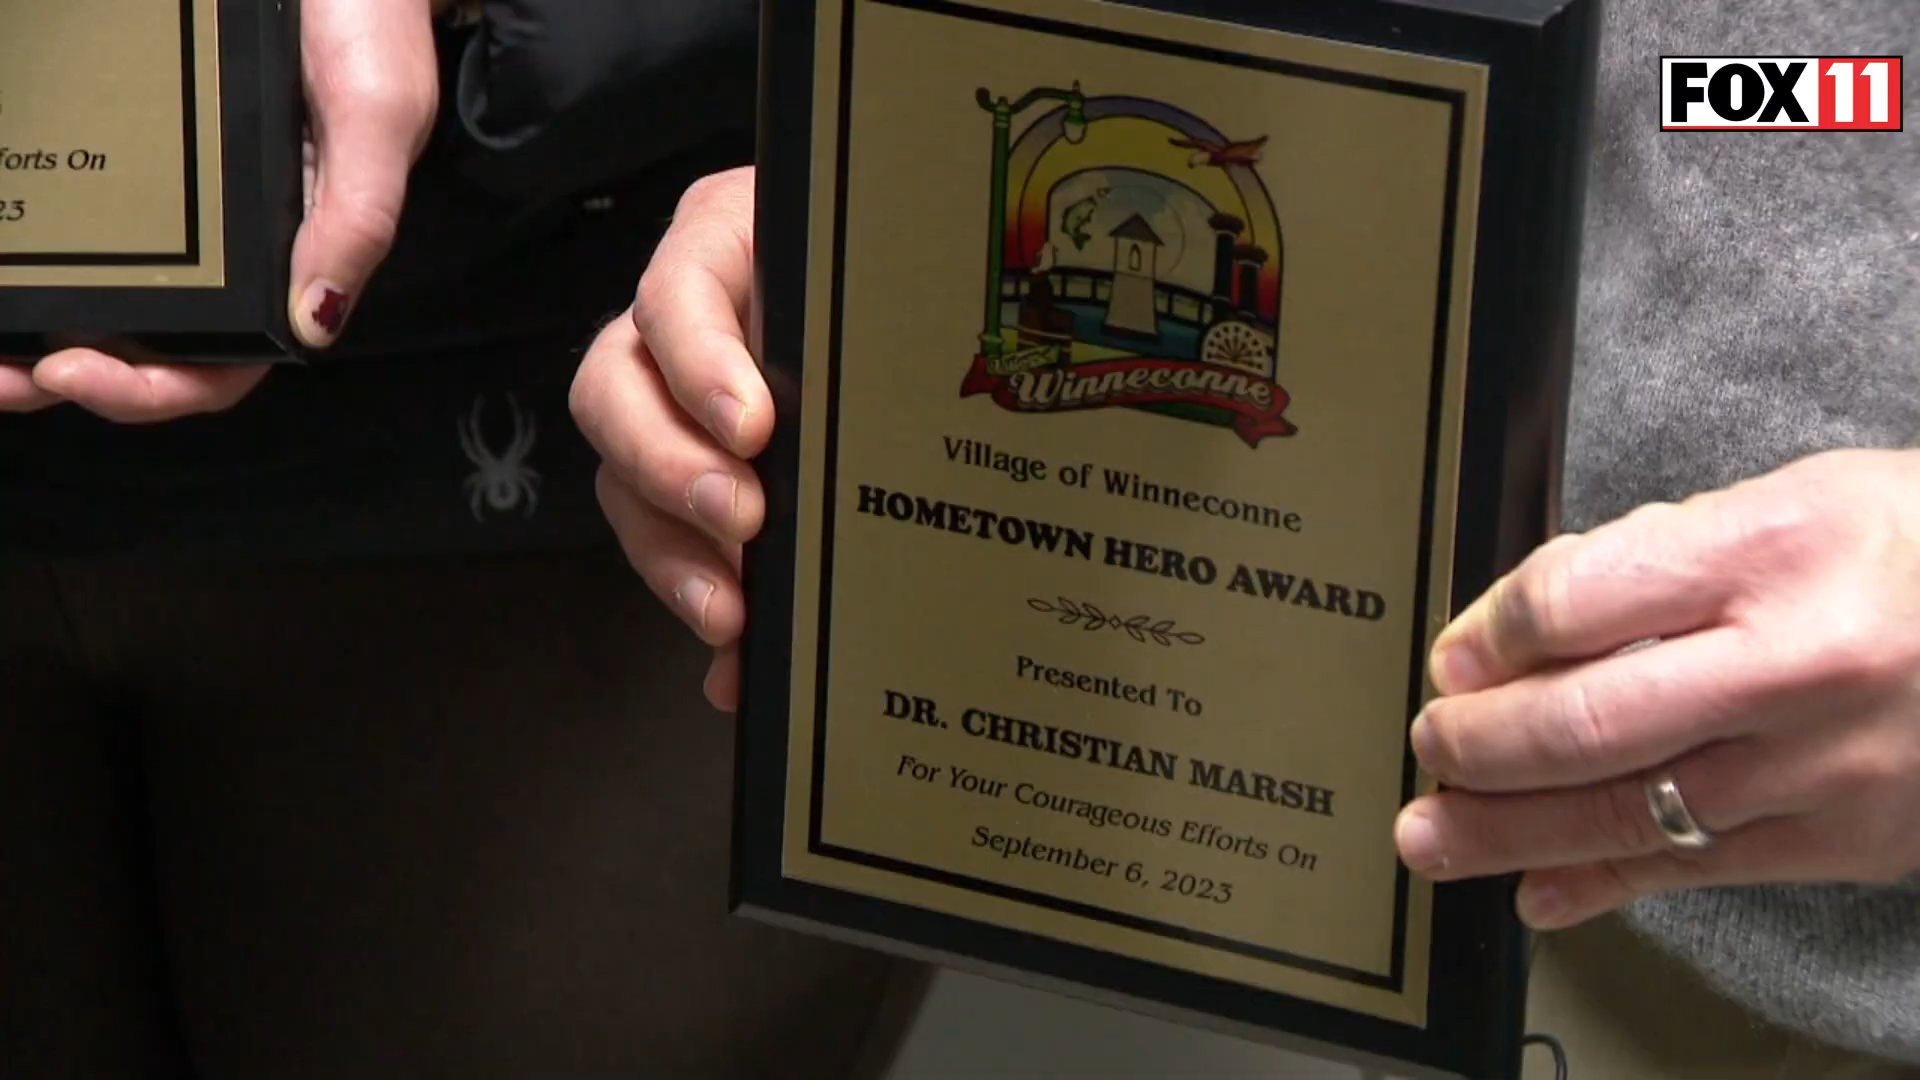 forts On
23
FOX 11
Winneconne
Village of Winneconne
HOMETOWN HERO AWARD
Presented To
DR. CHRISTIAN MARSH
For Your Courageous Efforts On
September 6, 2023